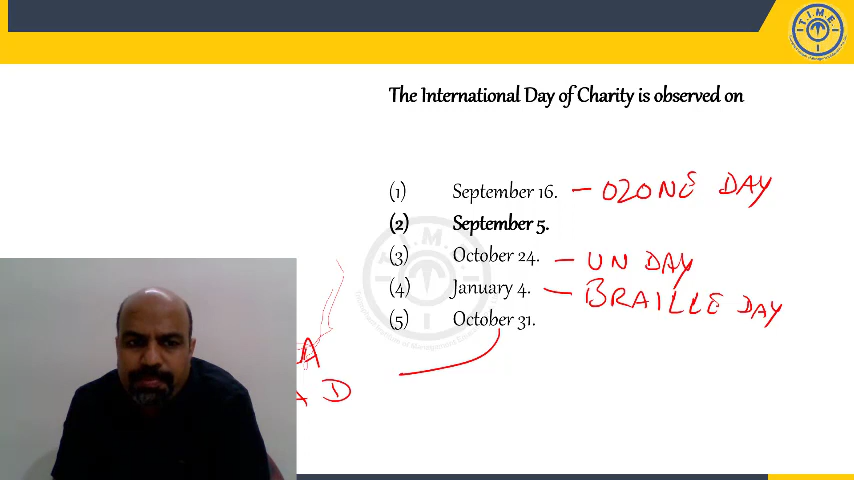 T.I.M.E.
The International Day of Charity is observed on
(1) September 16. - OZONE DAY
(2) September 5.
(3) October 24. - UN DAY
(4) January 4. - BRAILLE DAY
(5) October 31.
A
A D